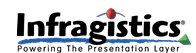 Infragistics®
Powering The Presentation Layer